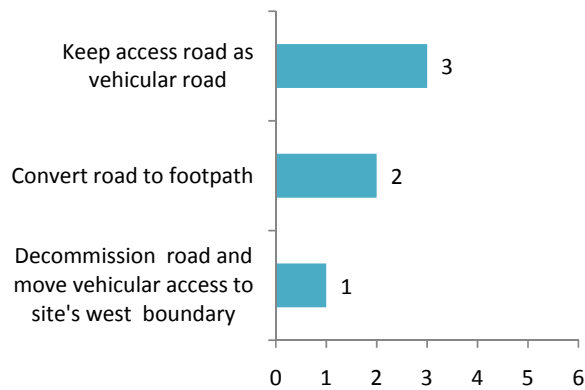 Keep access road as
vehicular road
3
Convert road to footpath
2
Decommission road and
move vehicular access to
site's west boundary
1
0 1 2 3 4 5 6